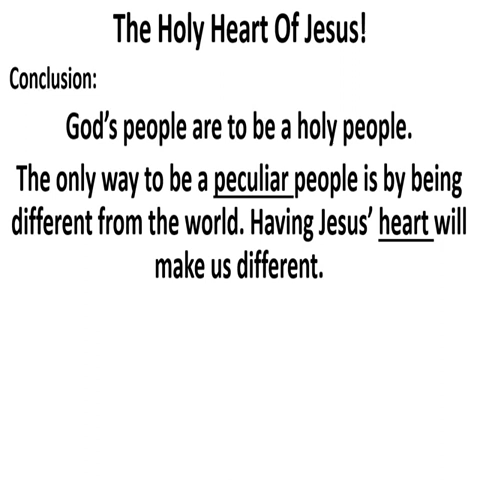 The Holy Heart Of Jesus!
Conclusion:
God’s people are to be a holy people.
The only way to be a peculiar people is by being
different from the world. Having Jesus’ heart will
make us different.